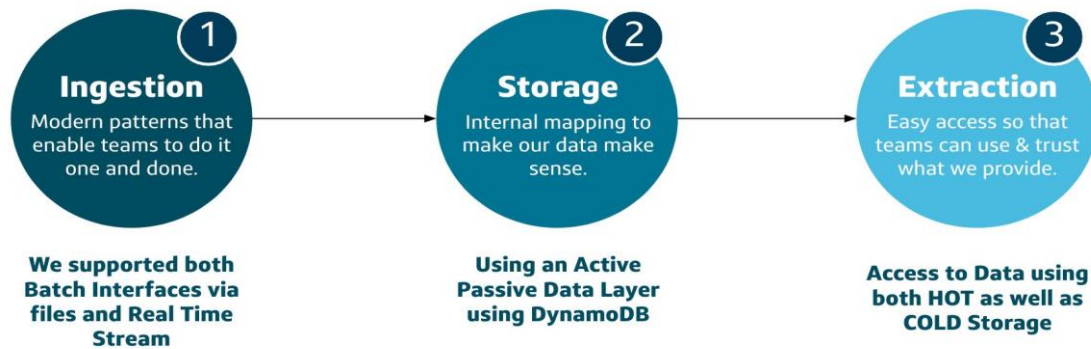 1
Ingestion
Modern patterns that
enable teams to do it
one and done.
We supported both
Batch Interfaces via
files and Real Time
Stream
2
Storage
Internal mapping to
make our data make
sense.
Using an Active
Passive Data Layer
using DynamoDB
3
Extraction
Easy access so that
teams can use & trust
what we provide.
Access to Data using
both HOT as well as
COLD Storage